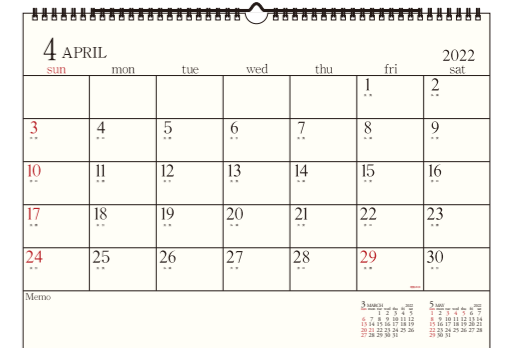 4 APRIL 2022
sun mon tue wed thu fri sat
1 2
3 4 5 6 7 8 9
10 11 12 13 14 15 16
17 18 19 20 21 22 23
24 25 26 27 28 29 30
Memo
3 MARCH 2022 5 MAY 2022
1 2 3 4 5 1 2 3 4 5 6 7
6 7 8 9 10 11 12 8 9 10 11 12 13 14
13 14 15 16 17 18 19 15 16 17 18 19 20 21
20 21 22 23 24 25 26 22 23 24 25 26 27 28
27 28 29 30 31 29 30 31